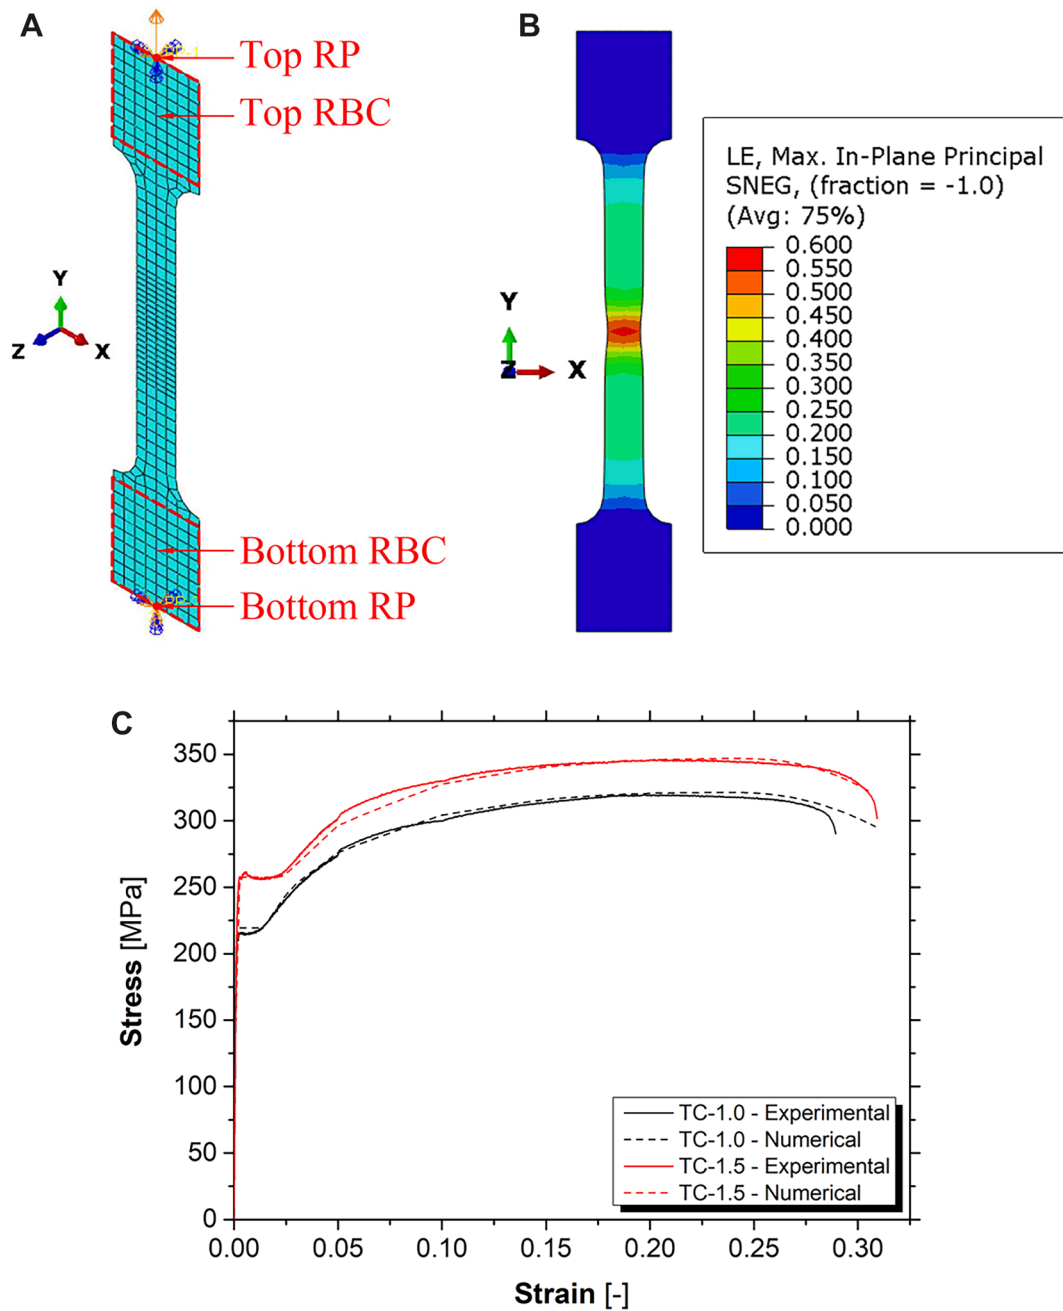 A
Top RP
Top RBC
Y
Z
X
Bottom RBC
Bottom RP
B
Y
Z
X
LE, Max. In-Plane Principal
SNEG, (fraction = -1.0)
(Avg: 75%)
0.600
0.550
0.500
0.450
0.400
0.350
0.300
0.250
0.200
0.150
0.100
0.050
0.000
C
350
300
250
200
150
100
50
0
Stress [MPa]
0.00 0.05 0.10 0.15 0.20 0.25 0.30
Strain [-]
TC-1.0 - Experimental
TC-1.0 - Numerical
TC-1.5 - Experimental
TC-1.5 - Numerical